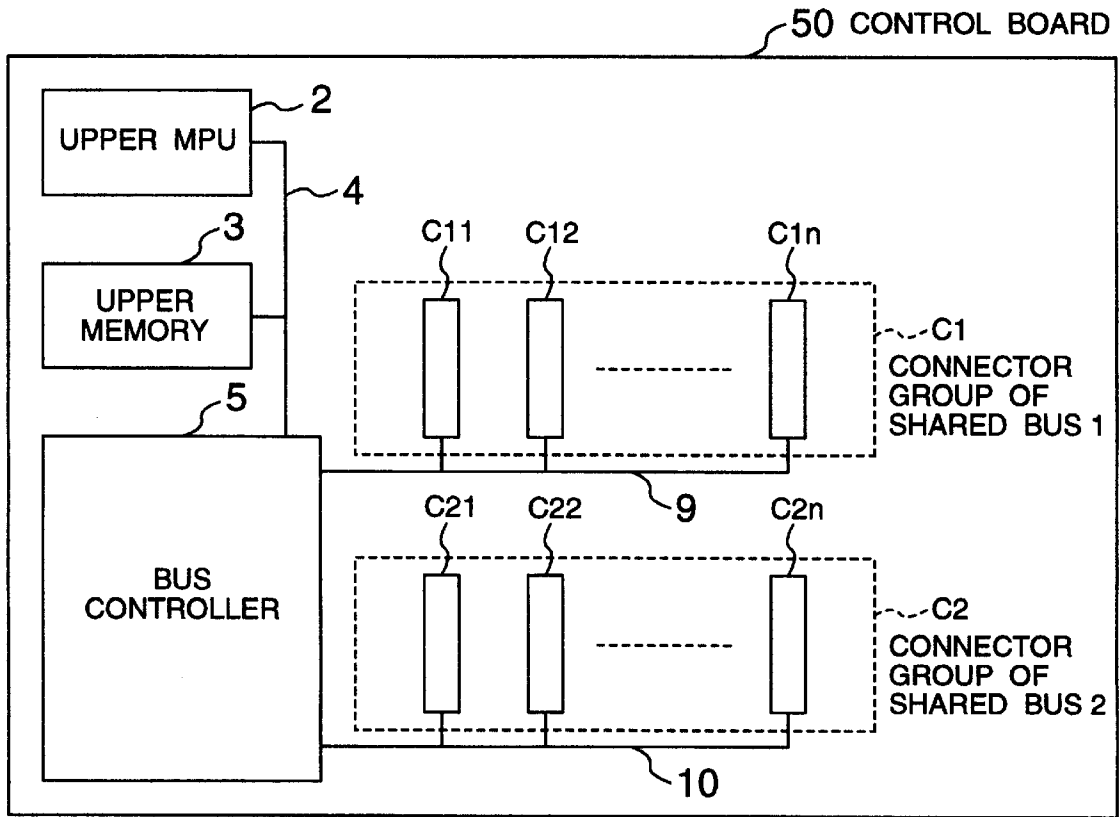 50 CONTROL BOARD
2
UPPER MPU
4
3
UPPER
MEMORY
C11
C12
C1n
C1
CONNECTOR
GROUP OF
SHARED BUS 1
5
BUS
CONTROLLER
9
C21
C22
C2n
C2
CONNECTOR
GROUP OF
SHARED BUS 2
10